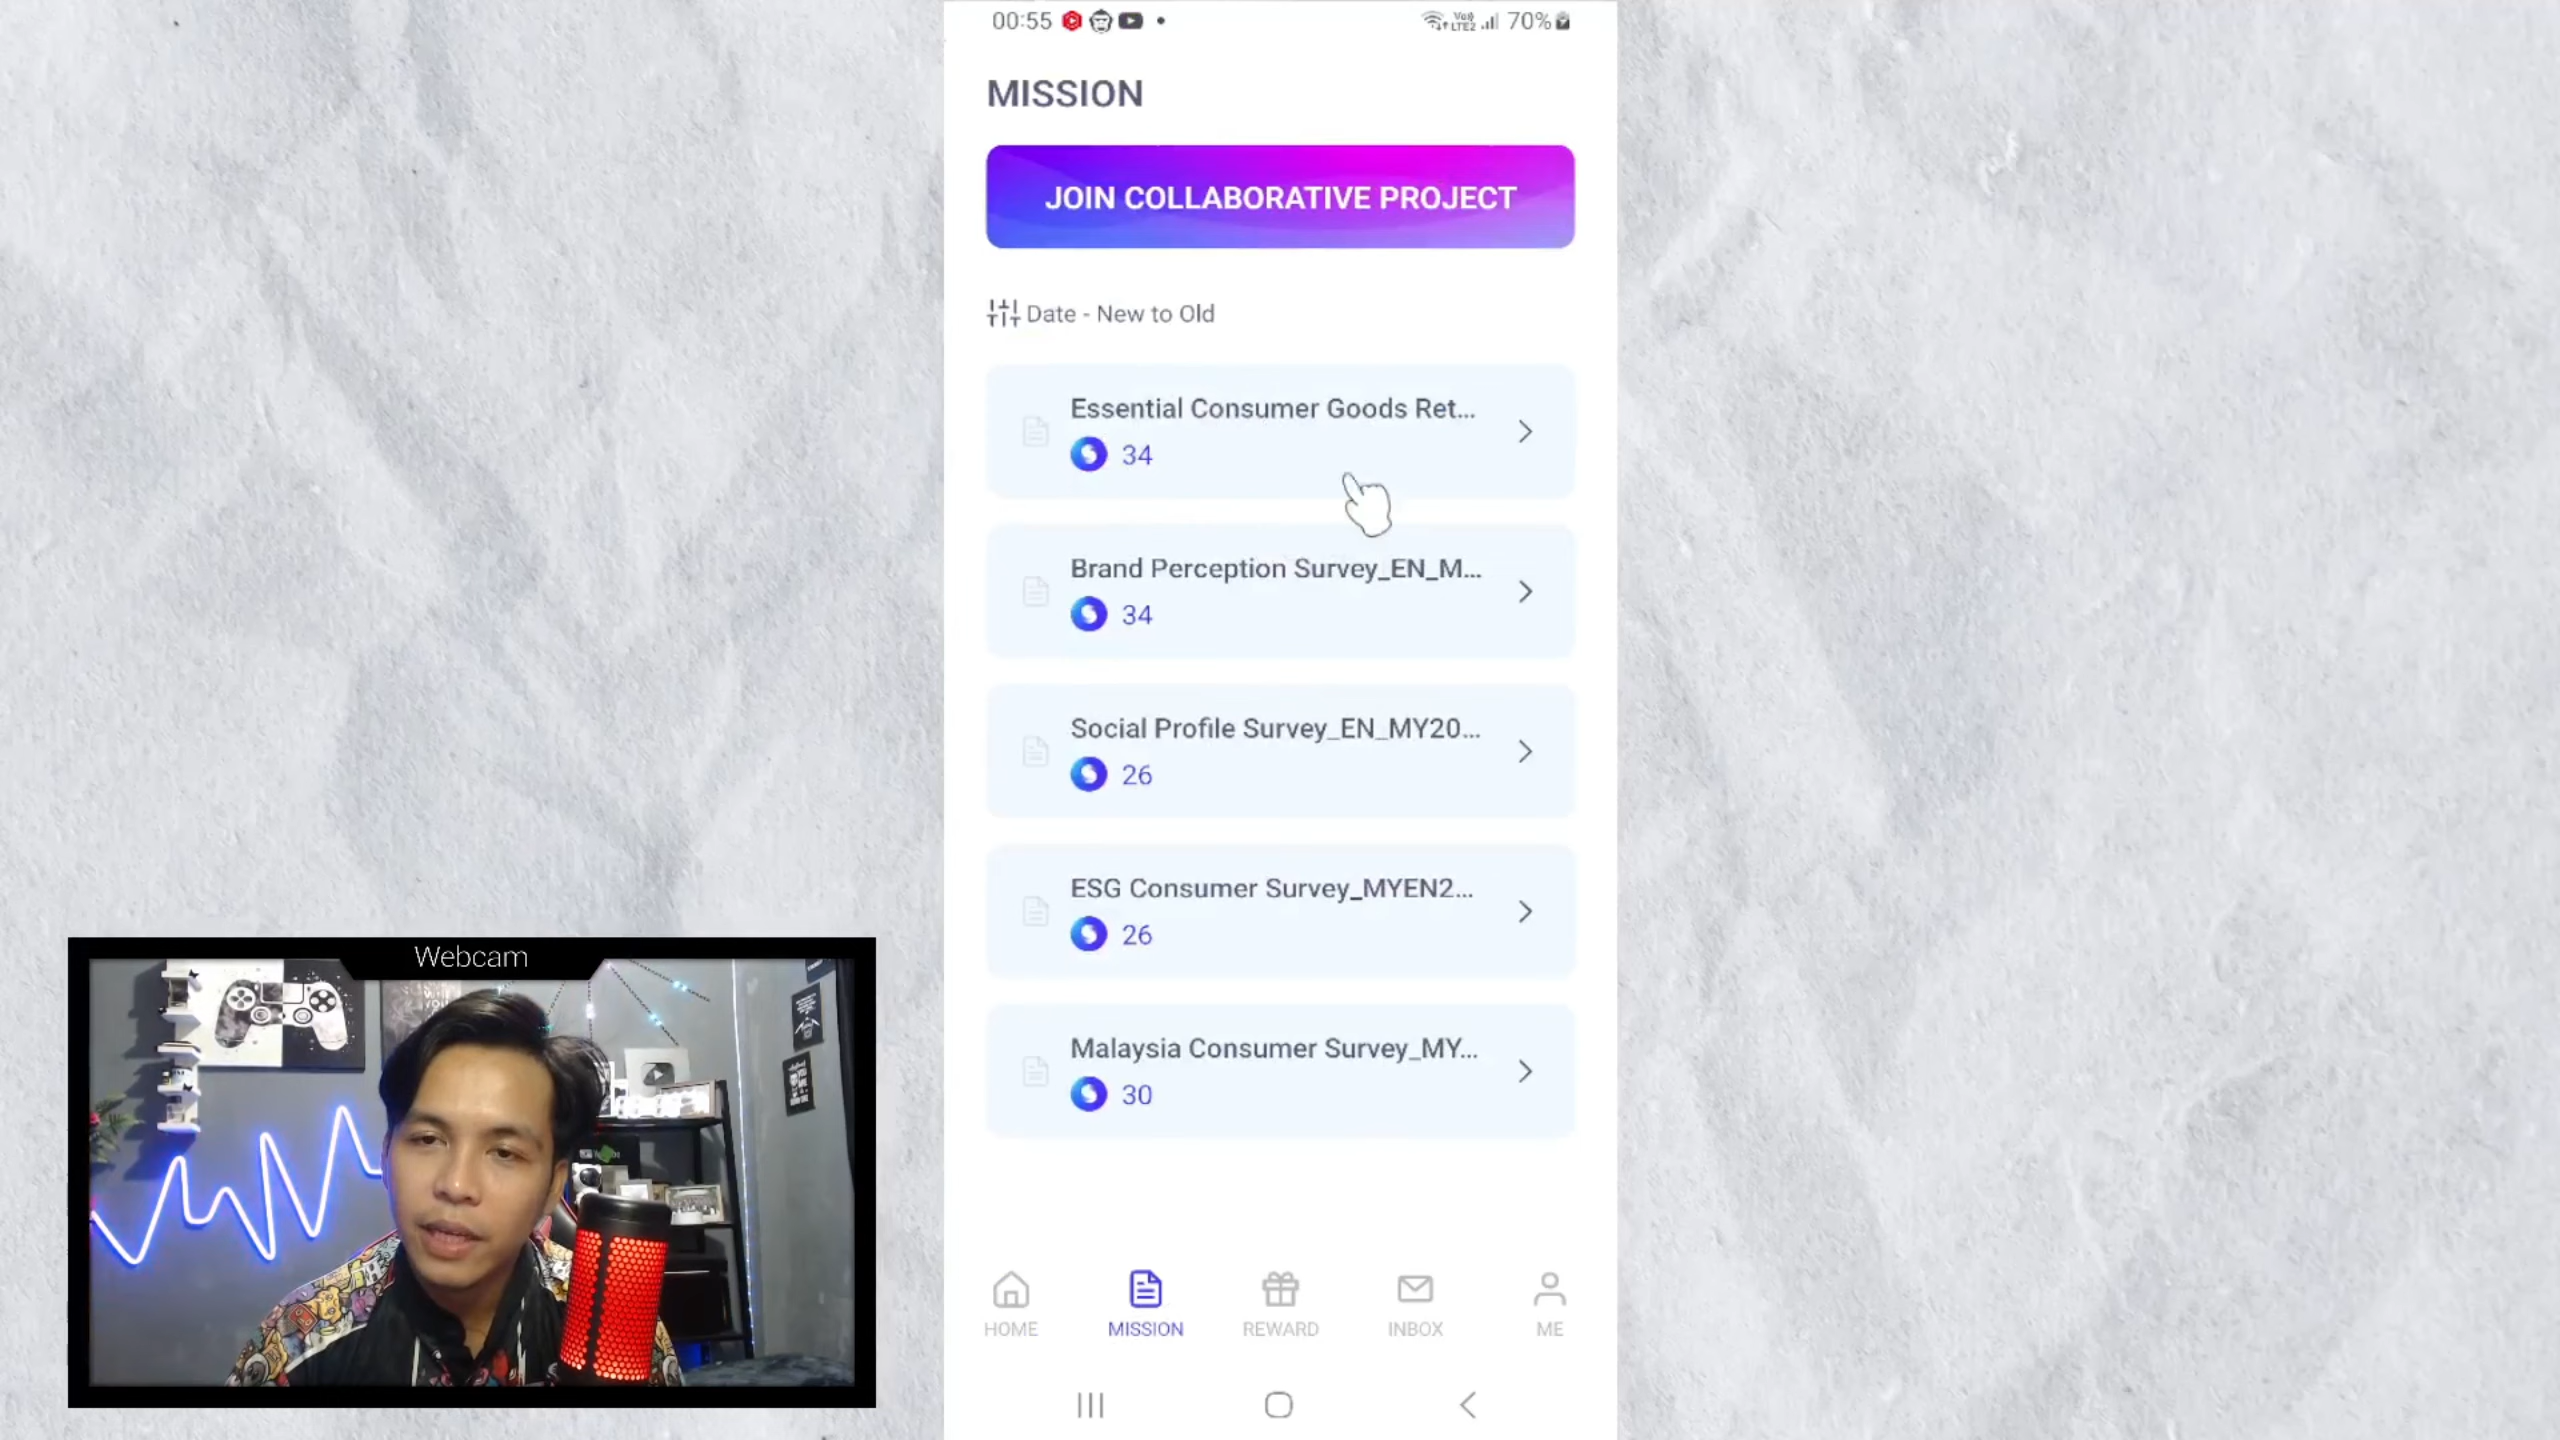 00:55
Vo))
LTE2
70%
MISSION
JOIN COLLABORATIVE PROJECT
Date - New to Old
Essential Consumer Goods Ret...
34
Brand Perception Survey_EN_M...
34
Social Profile Survey_EN_MY20...
26
ESG Consumer Survey_MYEN2...
26
Malaysia Consumer Survey_MY...
30
HOME
MISSION
REWARD
INBOX
ME
Webcam